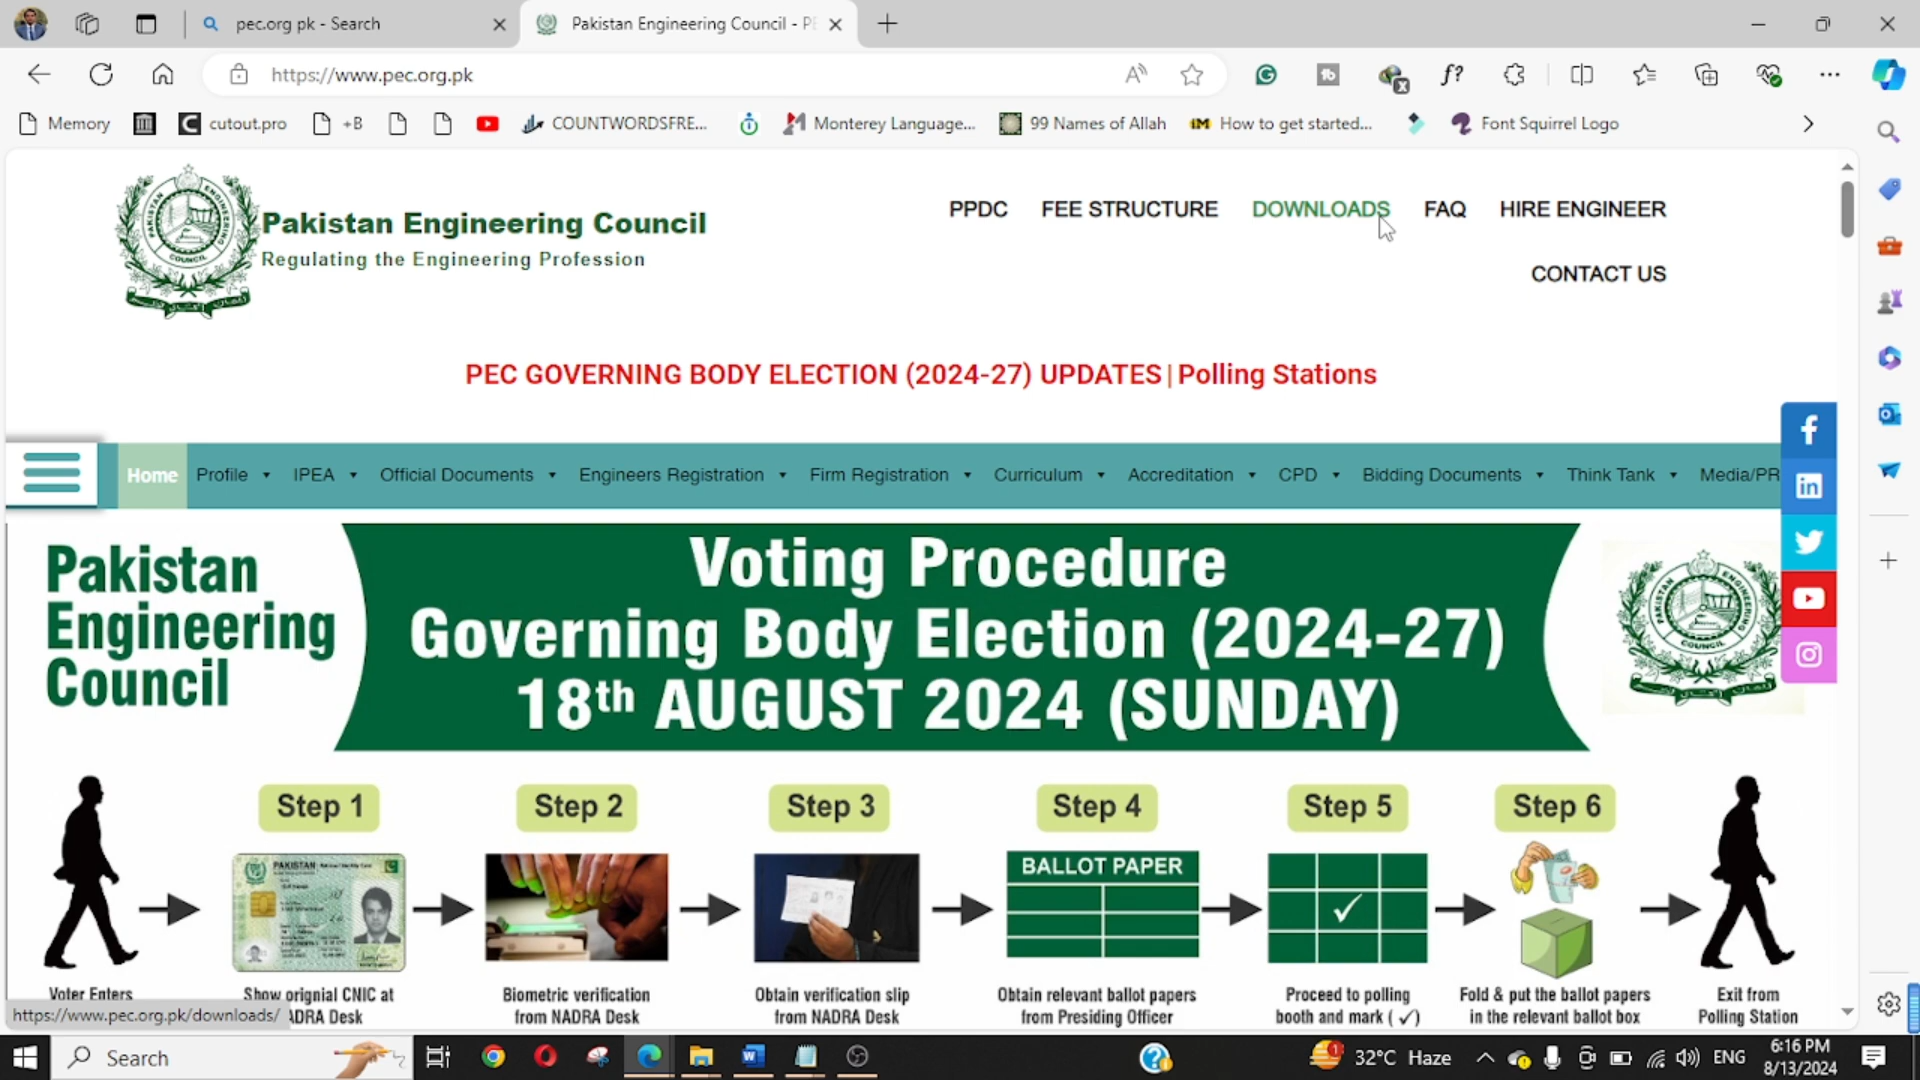 pec.org pk - Search
Pakistan Engineering Council - PE
https://www.pec.org.pk
Memory
cutout.pro
+B
COUNTWORDSFRE...
Monterey Language...
99 Names of Allah
How to get started...
Font Squirrel Logo
Pakistan Engineering Council
Regulating the Engineering Profession
PPDC
FEE STRUCTURE
DOWNLOADS
FAQ
HIRE ENGINEER
CONTACT US
PEC GOVERNING BODY ELECTION (2024-27) UPDATES | Polling Stations
Home
Profile
IPEA
Official Documents
Engineers Registration
Firm Registration
Curriculum
Accreditation
CPD
Bidding Documents
Think Tank
Media/PR
Pakistan
Engineering
Council
Voting Procedure
Governing Body Election (2024-27)
18th AUGUST 2024 (SUNDAY)
Step 1
Step 2
Step 3
Step 4
Step 5
Step 6
PAKISTAN
BALLOT PAPER
Voter Enters
Show orignial CNIC at
ADRA Desk
Biometric verification
from NADRA Desk
Obtain verification slip
from NADRA Desk
Obtain relevant ballot papers
from Presiding Officer
Proceed to polling
booth and mark ( ✓)
Fold & put the ballot papers
in the relevant ballot box
Exit from
Polling Station
https://www.pec.org.pk/downloads/
Search
32°C Haze
ENG
6:16 PM
8/13/2024